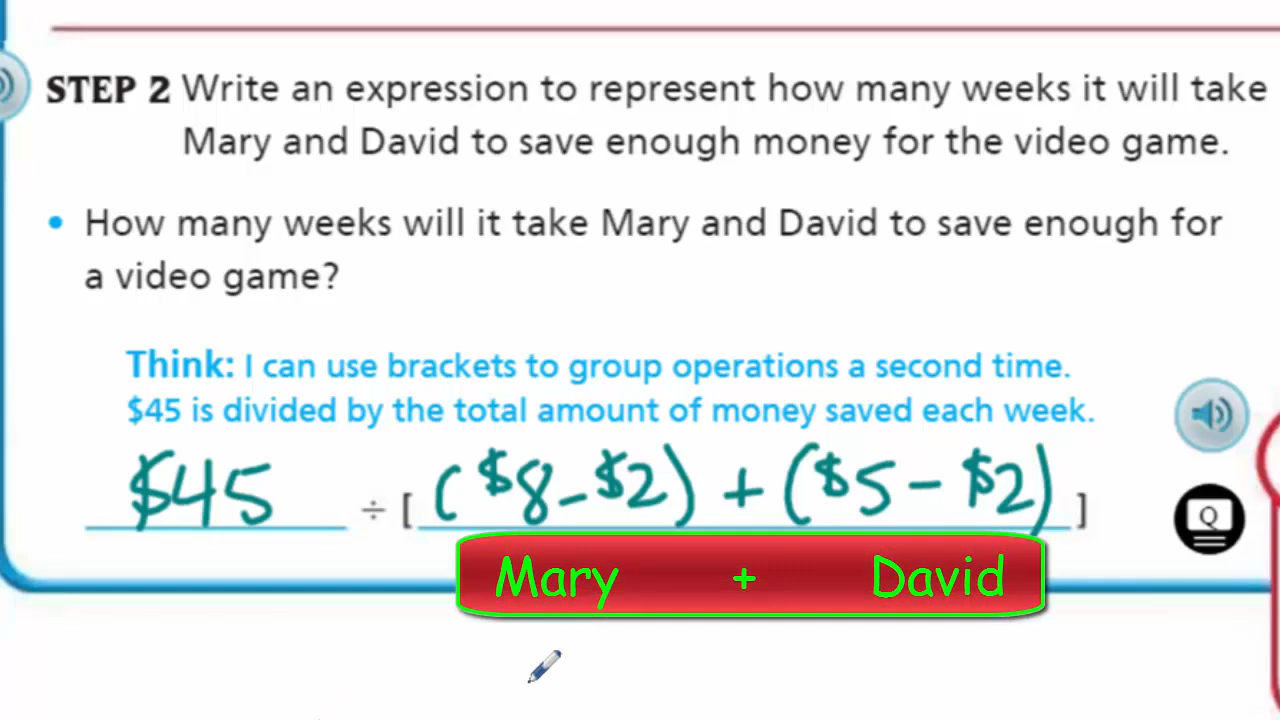 STEP 2 Write an expression to represent how many weeks it will take
Mary and David to save enough money for the video game.
• How many weeks will it take Mary and David to save enough for
a video game?
Think: I can use brackets to group operations a second time.
$45 is divided by the total amount of money saved each week.
$45 ÷ [ ($8-$2) + ($5-$2) ]
Q
Mary + David